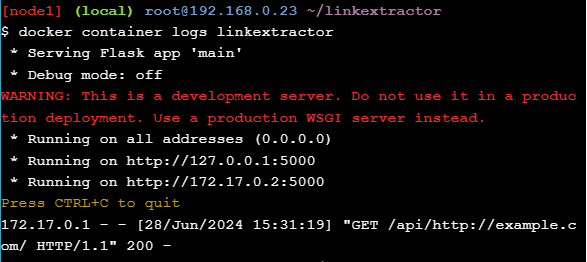 [node1] (local) root@192.168.0.23 ~/linkextractor
$ docker container logs linkextractor
 * Serving Flask app 'main'
 * Debug mode: off
WARNING: This is a development server. Do not use it in a produc
tion deployment. Use a production WSGI server instead.
 * Running on all addresses (0.0.0.0)
 * Running on http://127.0.0.1:5000
 * Running on http://172.17.0.2:5000
Press CTRL+C to quit
172.17.0.1 - - [28/Jun/2024 15:31:19] "GET /api/http://example.c
om/ HTTP/1.1" 200 -